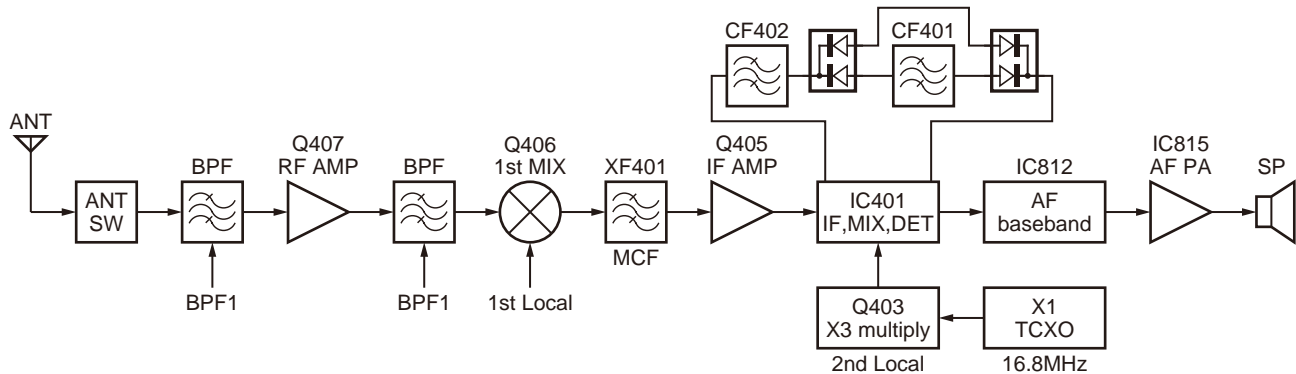 CF402
CF401
ANT
Q407
RF AMP
Q406
1st MIX
Q405
IF AMP
IC815
AF PA
BPF
BPF
XF401
IC812
SP
ANT
SW
IC401
IF,MIX,DET
AF
baseband
MCF
BPF1
BPF1
1st Local
Q403
X3 multiply
X1
TCXO
2nd Local
16.8MHz